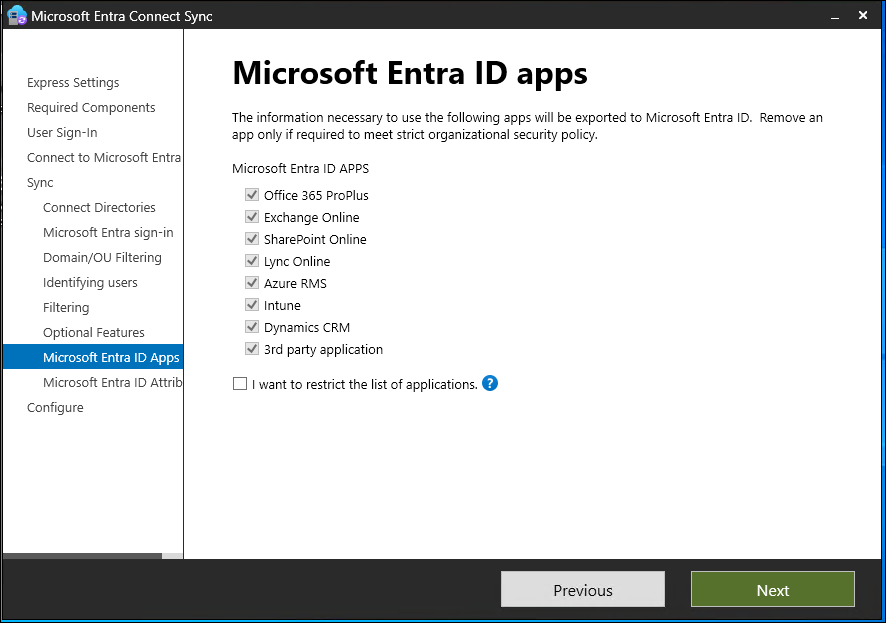 Microsoft Entra Connect Sync
Express Settings
Required Components
User Sign-In
Connect to Microsoft Entra
Sync
Connect Directories
Microsoft Entra sign-in
Domain/OU Filtering
Identifying users
Filtering
Optional Features
Microsoft Entra ID Apps
Microsoft Entra ID Attrib
Configure
Microsoft Entra ID apps
The information necessary to use the following apps will be exported to Microsoft Entra ID. Remove an
app only if required to meet strict organizational security policy.
Microsoft Entra ID APPS
Office 365 ProPlus
Exchange Online
SharePoint Online
Lync Online
Azure RMS
Intune
Dynamics CRM
3rd party application
I want to restrict the list of applications. ?
Previous
Next